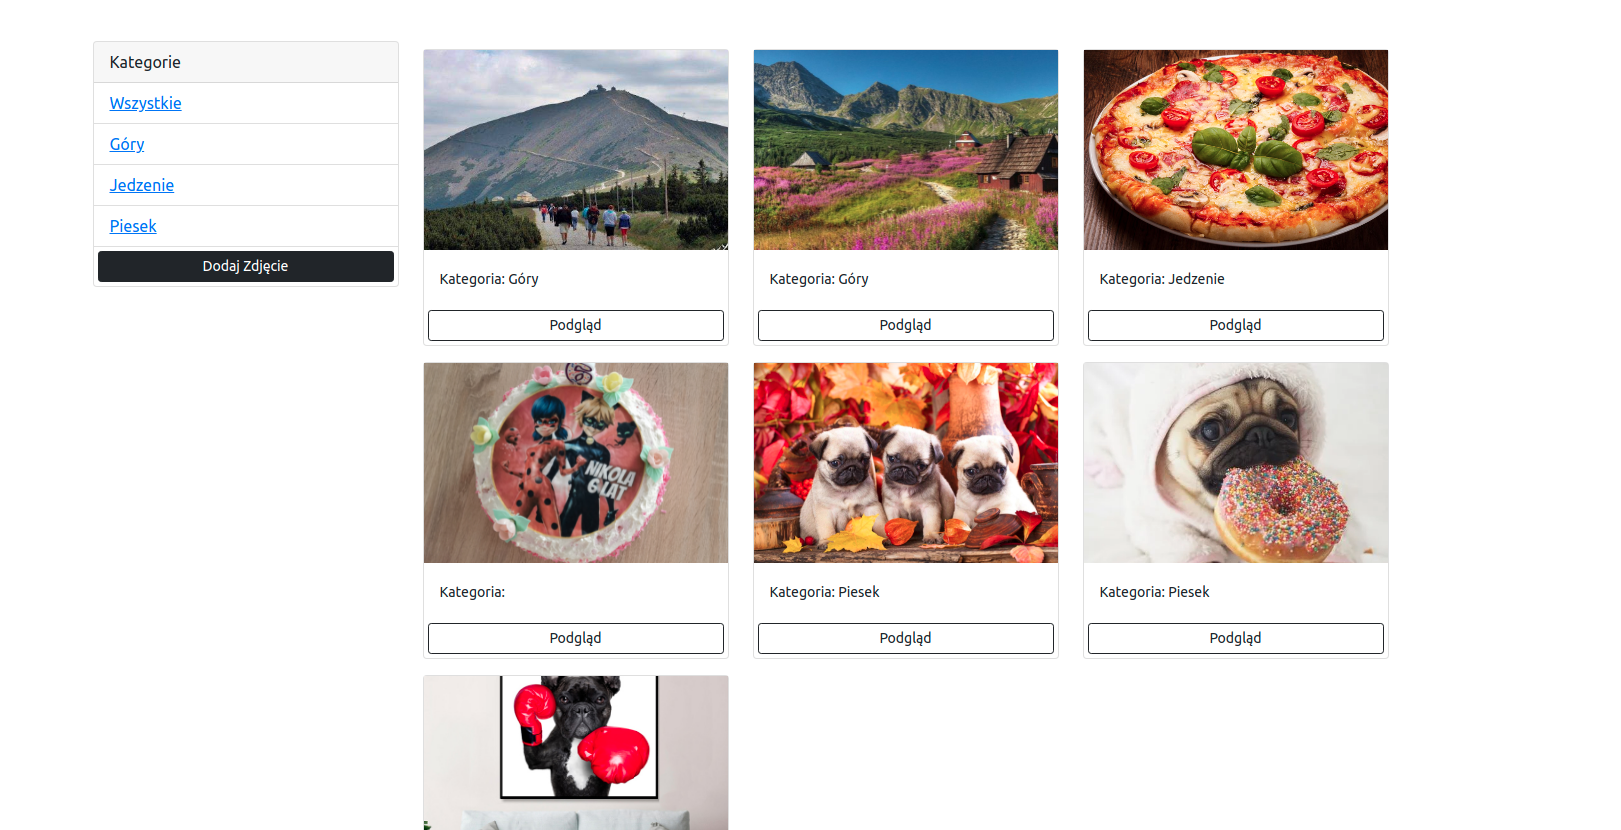 Kategorie
Wszystkie
Góry
Jedzenie
Piesek
Dodaj Zdjęcie
Kategoria: Góry
Podgląd
Kategoria: Góry
Podgląd
Kategoria: Jedzenie
Podgląd
NIKOLA
6 LAT
Kategoria:
Podgląd
Kategoria: Piesek
Podgląd
Kategoria: Piesek
Podgląd